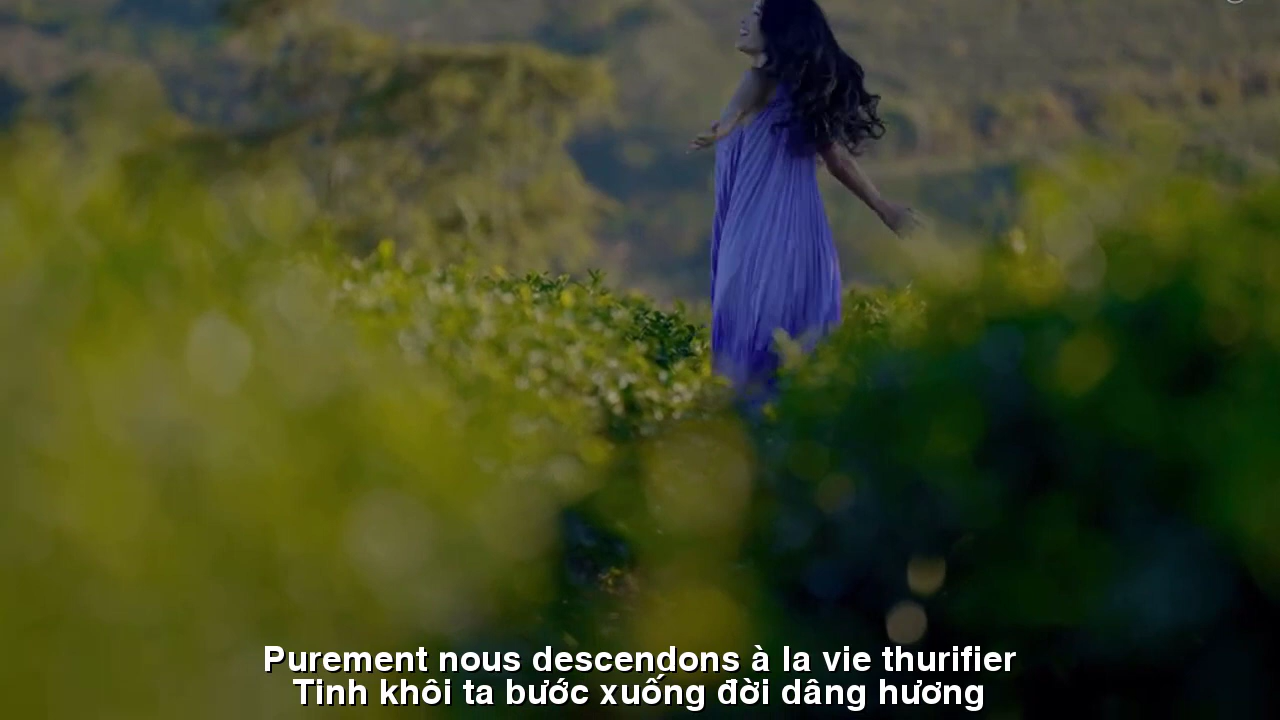 Purement nous descendons à la vie thurifier
Tinh khôi ta bước xuống đời dâng hương